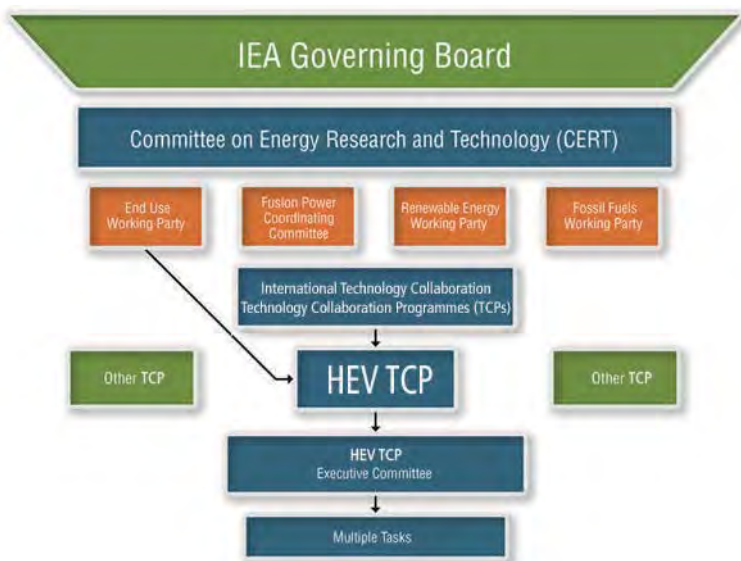 IEA Governing Board
Committee on Energy Research and Technology (CERT)
End Use
Working Party
Fusion Power
Coordinating
Committee
Renewable Energy
Working Party
Fossil Fuels
Working Party
International Technology Collaboration
Technology Collaboration Programmes (TCPs)
Other TCP
HEV TCP
Other TCP
HEV TCP
Executive Committee
Multiple Tasks